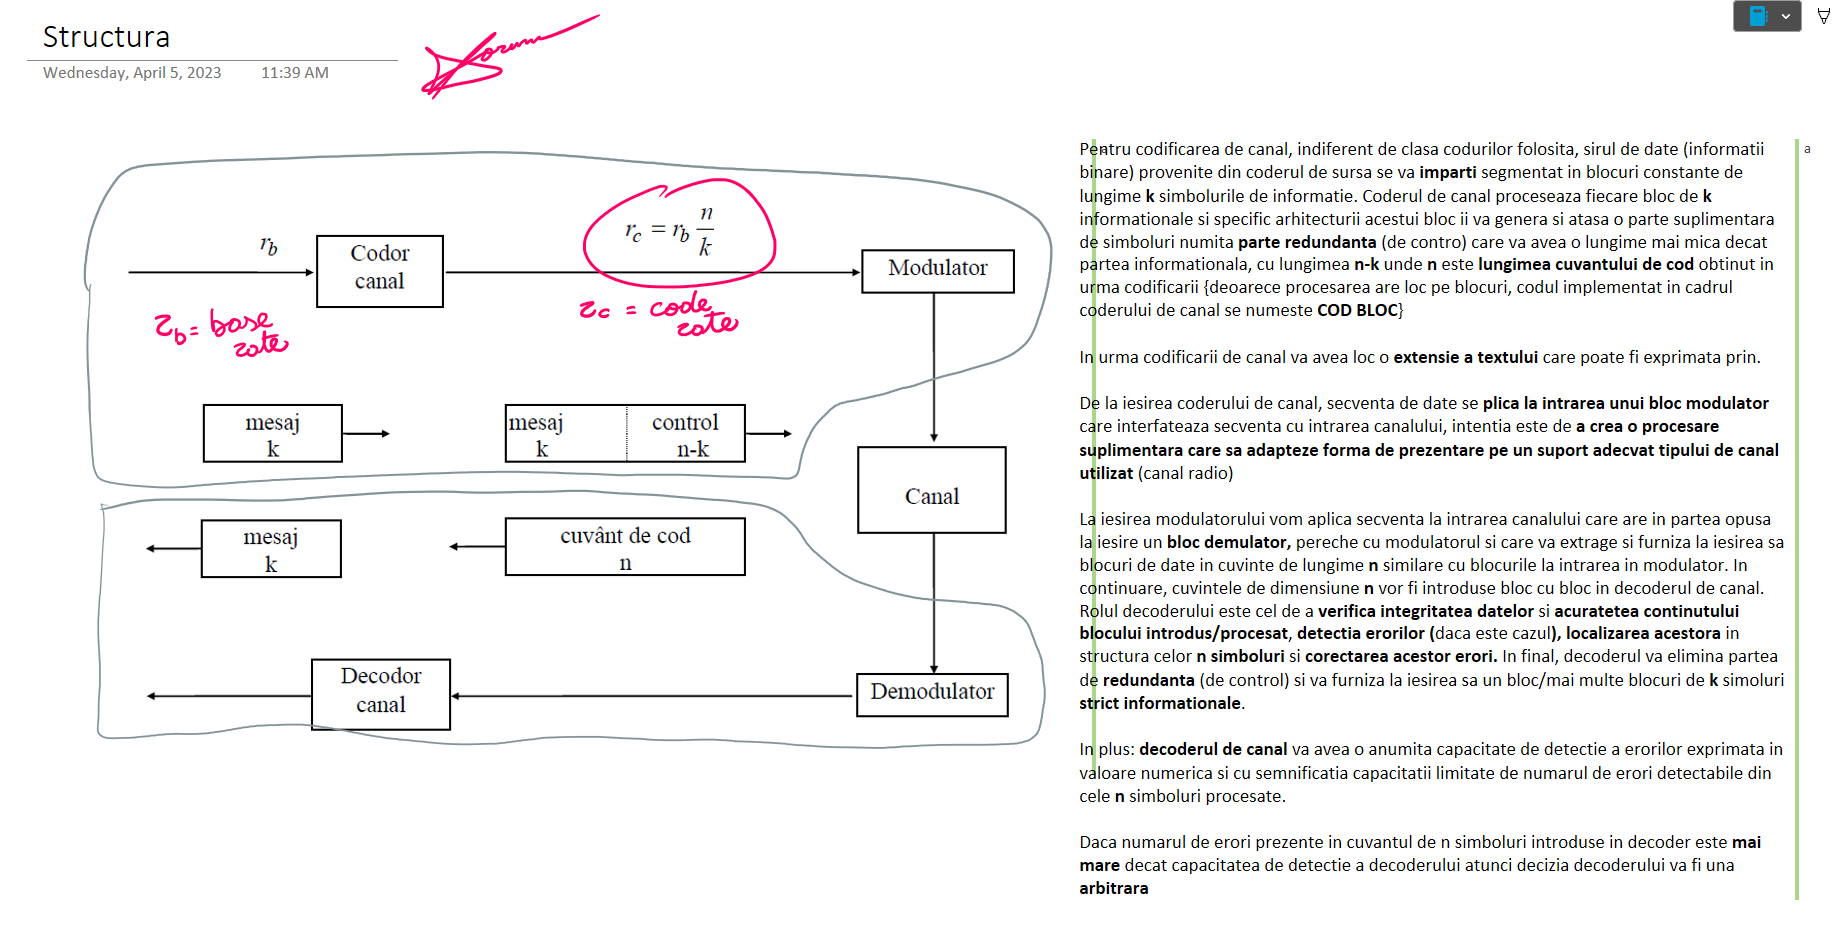 Structura
Wednesday, April 5, 2023 11:39 AM
r_b
Codor
canal
r_c = r_b n/k
Modulator
r_b = base
rate
r_c = code
rate
mesaj
k
mesaj
k
control
n-k
Canal
mesaj
k
cuvânt de cod
n
Decodor
canal
Demodulator
Pentru codificarea de canal, indiferent de clasa codurilor folosita, sirul de date (informatii
binare) provenite din coderul de sursa se va imparti segmentat in blocuri constante de
lungime k simbolurile de informatie. Coderul de canal proceseaza fiecare bloc de k
informationale si specific arhitecturii acestui bloc ii va genera si atasa o parte suplimentara
de simboluri numita parte redundanta (de contro) care va avea o lungime mai mica decat
partea informationala, cu lungimea n-k unde n este lungimea cuvantului de cod obtinut in
urma codificarii {deoarece procesarea are loc pe blocuri, codul implementat in cadrul
coderului de canal se numeste COD BLOC}
In urma codificarii de canal va avea loc o extensie a textului care poate fi exprimata prin.
De la iesirea coderului de canal, secventa de date se plica la intrarea unui bloc modulator
care interfateaza secventa cu intrarea canalului, intentia este de a crea o procesare
suplimentara care sa adapteze forma de prezentare pe un suport adecvat tipului de canal
utilizat (canal radio)
La iesirea modulatorului vom aplica secventa la intrarea canalului care are in partea opusa
la iesire un bloc demulator, pereche cu modulatorul si care va extrage si furniza la iesirea sa
blocuri de date in cuvinte de lungime n similare cu blocurile la intrarea in modulator. In
continuare, cuvintele de dimensiune n vor fi introduse bloc cu bloc in decoderul de canal.
Rolul decoderului este cel de a verifica integritatea datelor si acuratetea continutului
blocului introdus/procesat, detectia erorilor (daca este cazul), localizarea acestora in
structura celor n simboluri si corectarea acestor erori. In final, decoderul va elimina partea
de redundanta (de control) si va furniza la iesirea sa un bloc/mai multe blocuri de k simoluri
strict informationale.
In plus: decoderul de canal va avea o anumita capacitate de detectie a erorilor exprimata in
valoare numerica si cu semnificatia capacitatii limitate de numarul de erori detectabile din
cele n simboluri procesate.
Daca numarul de erori prezente in cuvantul de n simboluri introduse in decoder este mai
mare decat capacitatea de detectie a decoderului atunci decizia decoderului va fi una
arbitrara
a